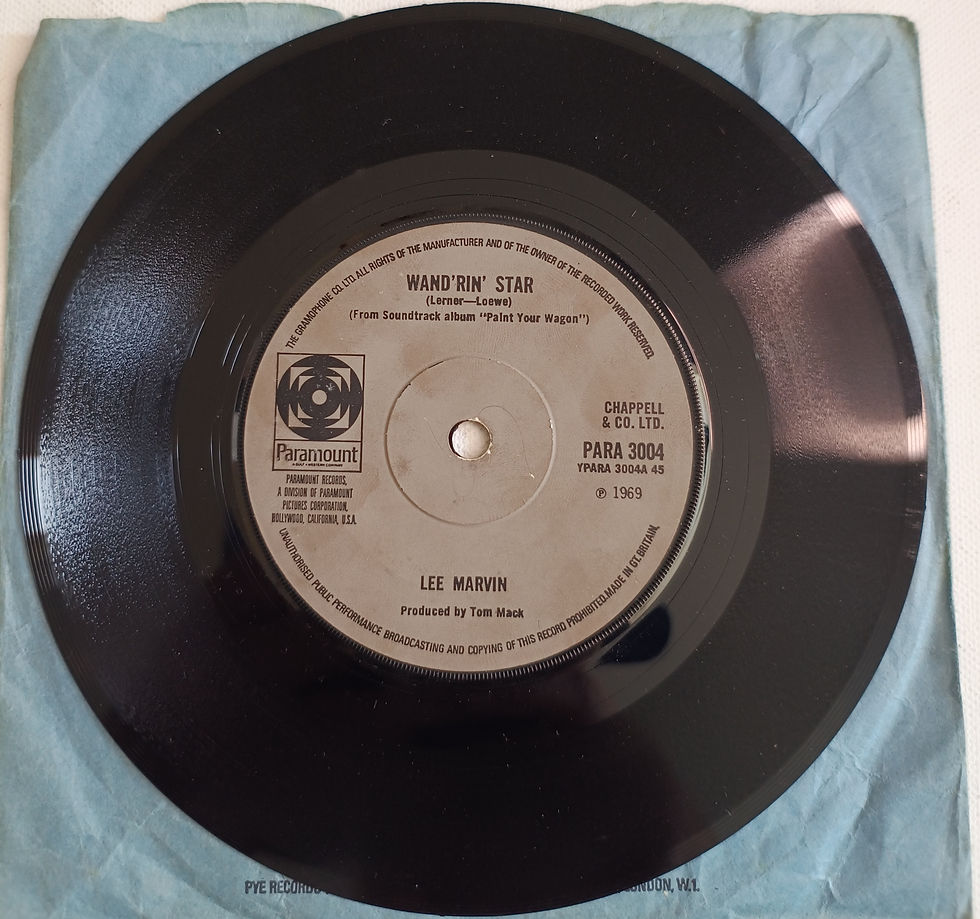 THE GRAMOPHONE CO. LTD. ALL RIGHTS OF THE MANUFACTURER AND OF THE OWNER OF THE RECORDED WORK RESERVED.
WAND'RIN' STAR
(Lerner—Loewe)
(From Soundtrack album "Paint Your Wagon")
Paramount
A GULF + WESTERN COMPANY
PARAMOUNT RECORDS,
A DIVISION OF PARAMOUNT
PICTURES CORPORATION,
HOLLYWOOD, CALIFORNIA, U.S.A.
CHAPPELL
& CO. LTD.
PARA 3004
YPARA 3004A 45
℗ 1969
LEE MARVIN
Produced by Tom Mack
UNAUTHORISED PUBLIC PERFORMANCE BROADCASTING AND COPYING OF THIS RECORD PROHIBITED. MADE IN GT. BRITAIN.
PYE RECORDS LONDON, W.1.